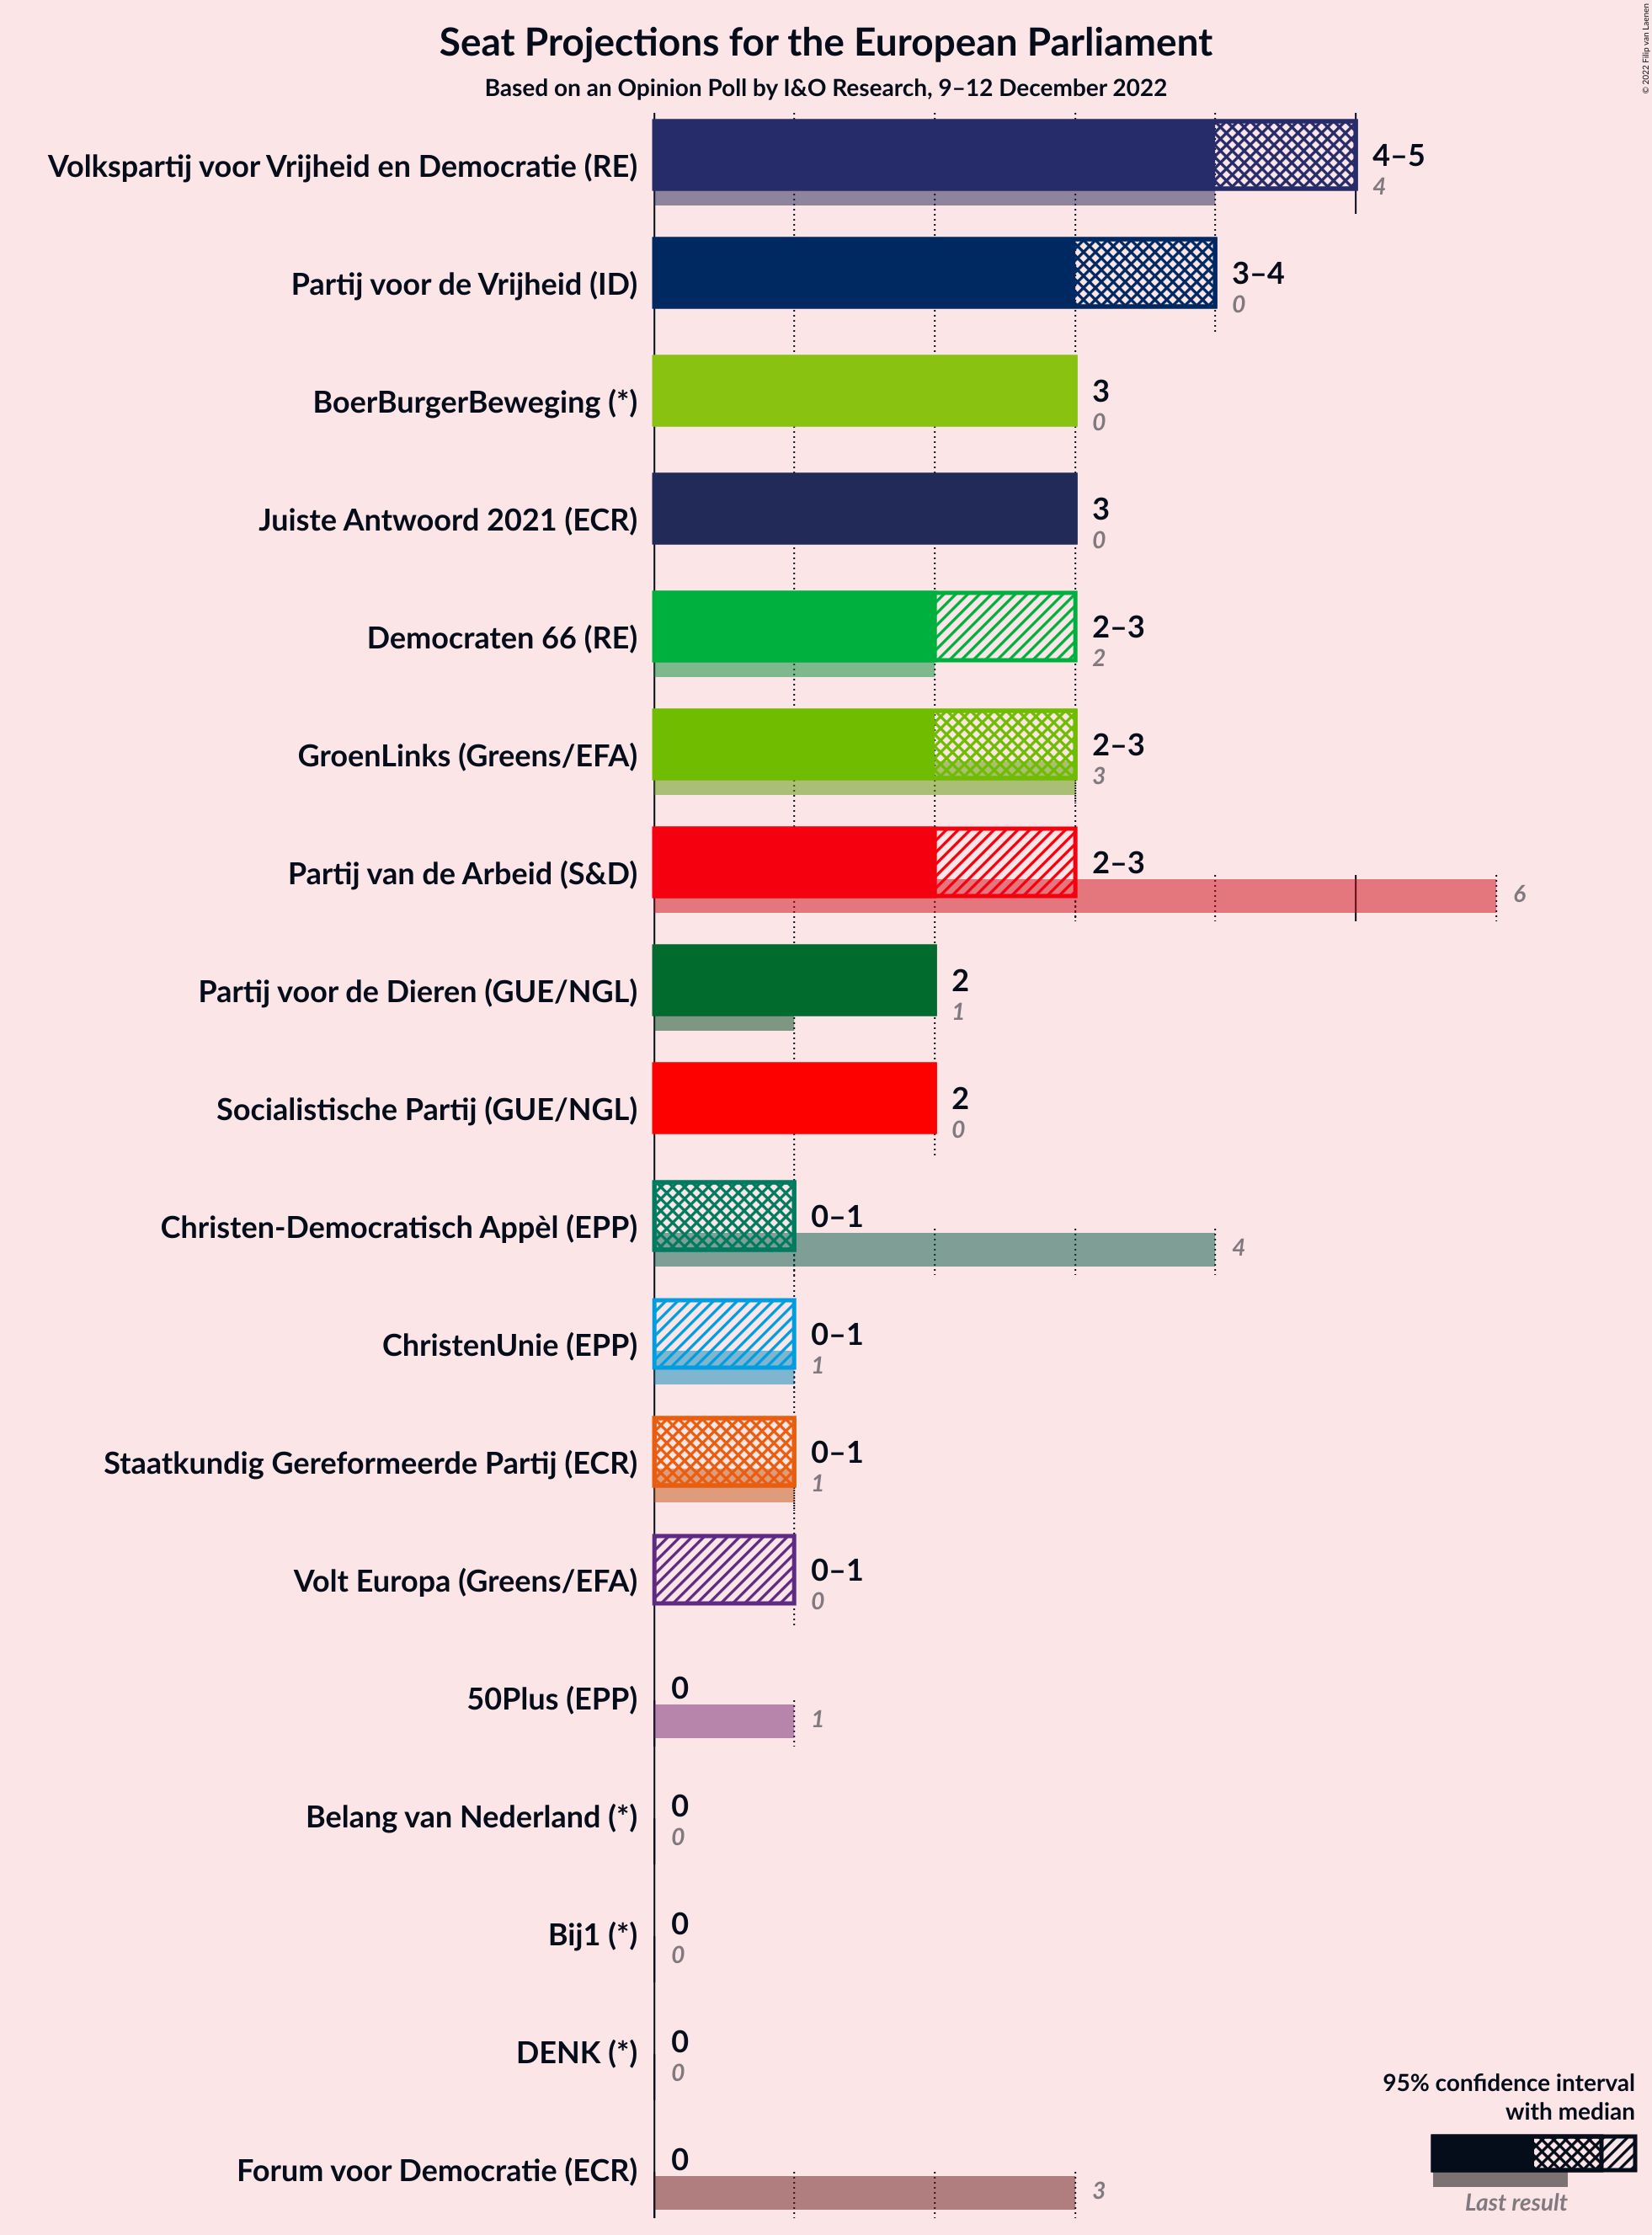 © 2022 Filip van Laenen
Seat Projections for the European Parliament
Based on an Opinion Poll by I&O Research, 9–12 December 2022
Volkspartij voor Vrijheid en Democratie (RE)
4–5
4
Partij voor de Vrijheid (ID)
3–4
0
BoerBurgerBeweging (*)
3
0
Juiste Antwoord 2021 (ECR)
3
0
Democraten 66 (RE)
2–3
2
GroenLinks (Greens/EFA)
2–3
3
Partij van de Arbeid (S&D)
2–3
6
Partij voor de Dieren (GUE/NGL)
2
1
Socialistische Partij (GUE/NGL)
2
0
Christen-Democratisch Appèl (EPP)
0–1
4
ChristenUnie (EPP)
0–1
1
Staatkundig Gereformeerde Partij (ECR)
0–1
1
Volt Europa (Greens/EFA)
0–1
0
50Plus (EPP)
0
1
Belang van Nederland (*)
0
0
Bij1 (*)
0
0
DENK (*)
0
0
Forum voor Democratie (ECR)
0
3
95% confidence interval
with median
Last result